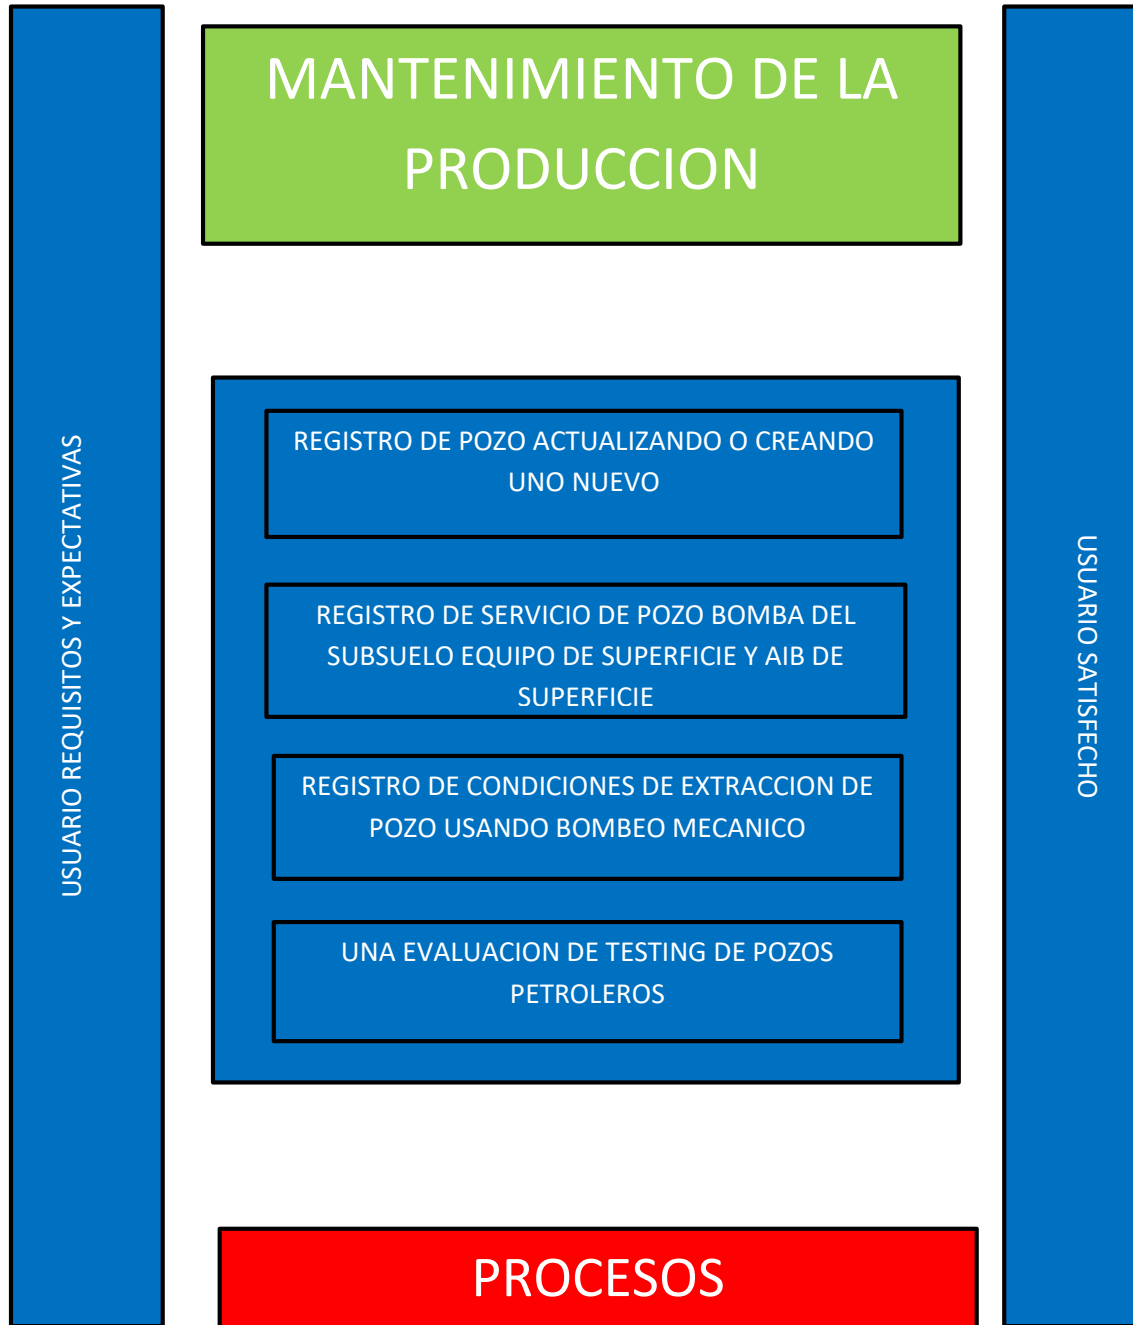 MANTENIMIENTO DE LA
PRODUCCION
USUARIO REQUISITOS Y EXPECTATIVAS
REGISTRO DE POZO ACTUALIZANDO O CREANDO
UNO NUEVO
REGISTRO DE SERVICIO DE POZO BOMBA DEL
SUBSUELO EQUIPO DE SUPERFICIE Y AIB DE
SUPERFICIE
REGISTRO DE CONDICIONES DE EXTRACCION DE
POZO USANDO BOMBEO MECANICO
UNA EVALUACION DE TESTING DE POZOS
PETROLEROS
USUARIO SATISFECHO
PROCESOS